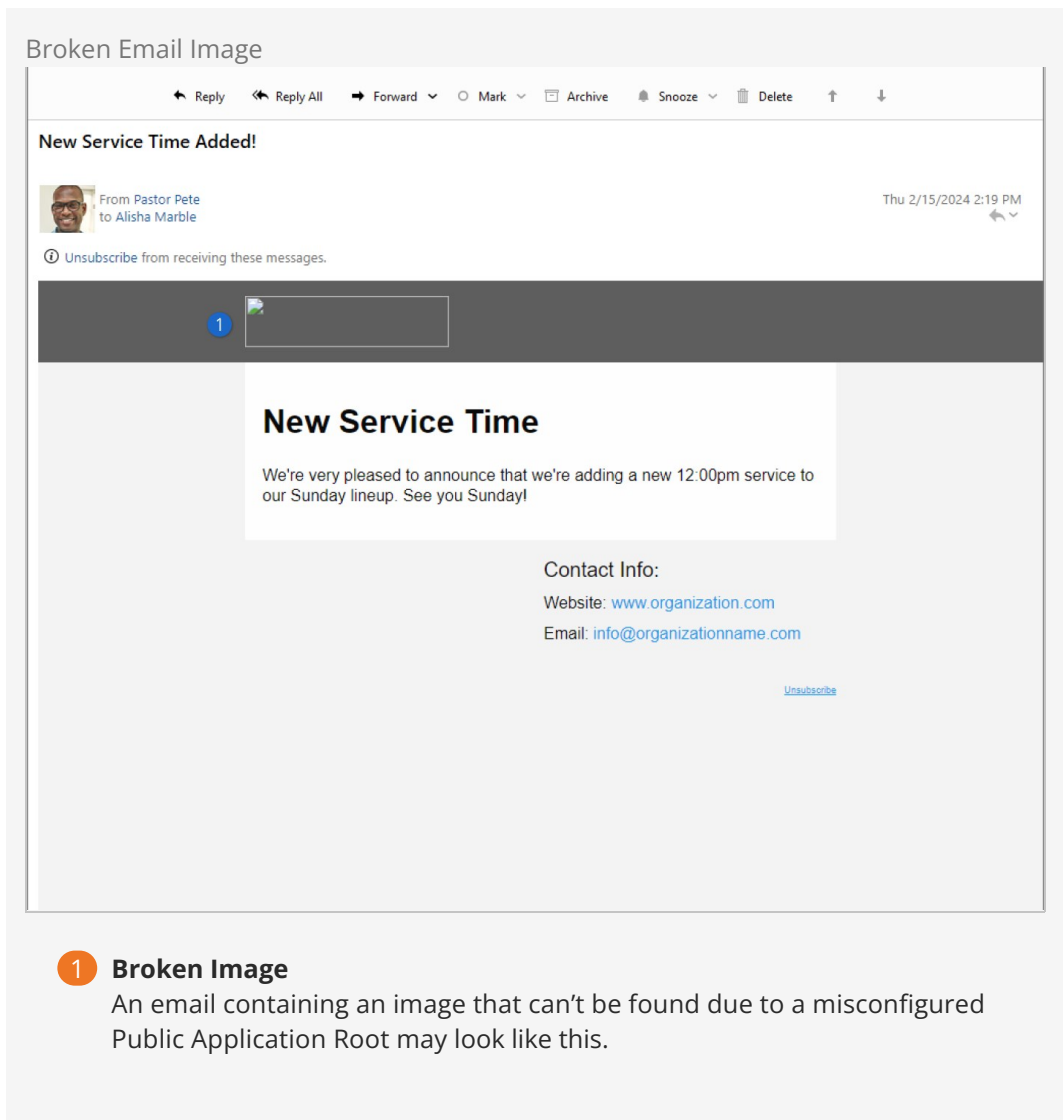 Broken Email Image
Reply Reply All Forward Mark Archive Snooze Delete
New Service Time Added!
From Pastor Pete
to Alisha Marble
Thu 2/15/2024 2:19 PM
Unsubscribe from receiving these messages.
1
New Service Time
We're very pleased to announce that we're adding a new 12:00pm service to
our Sunday lineup. See you Sunday!
Contact Info:
Website: www.organization.com
Email: info@organizationname.com
Unsubscribe
1 Broken Image
An email containing an image that can’t be found due to a misconfigured
Public Application Root may look like this.